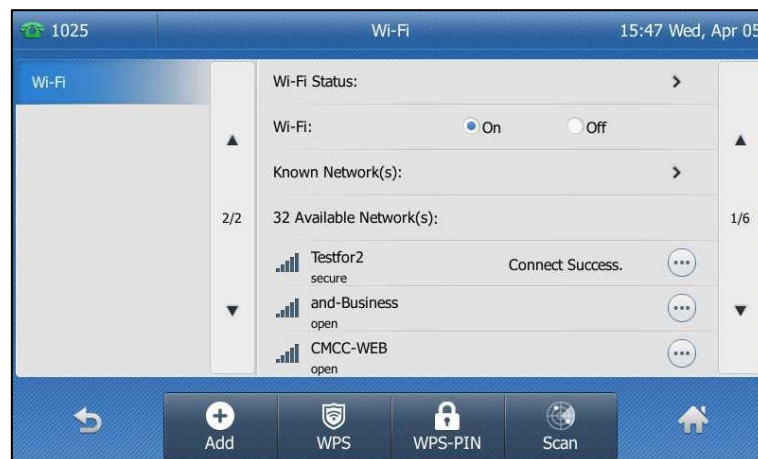 1025 Wi-Fi 15:47 Wed, Apr 05
Wi-Fi
2/2
Wi-Fi Status:
Wi-Fi: On Off
Known Network(s):
32 Available Network(s):
Testfor2
secure
Connect Success.
and-Business
open
CMCC-WEB
open
1/6
Add WPS WPS-PIN Scan